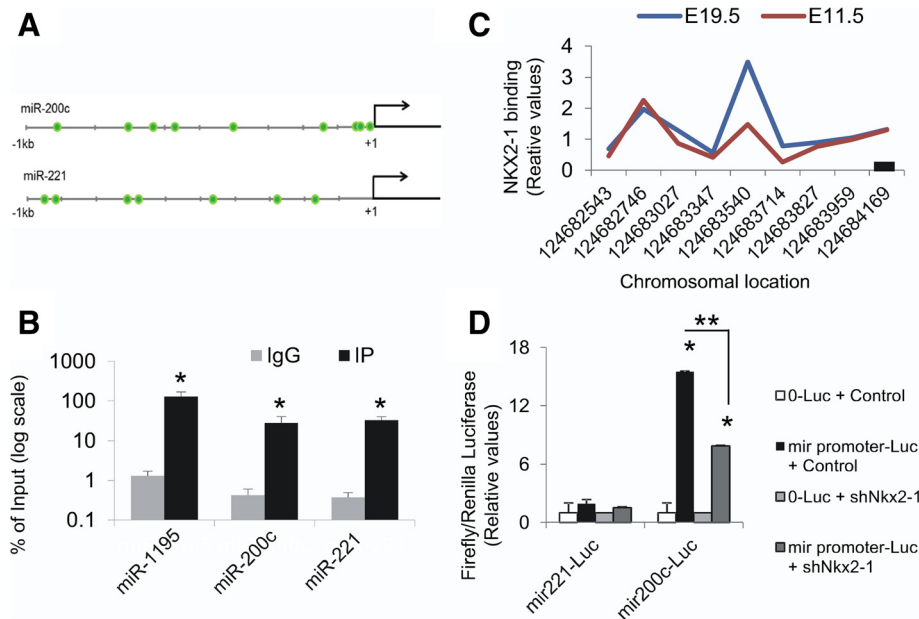 A
miR-200c
-1kb
+1
miR-221
-1kb
+1
B
IgG
IP
% of Input (log scale)
1000
100
10
1
0.1
*
*
*
miR-1195
miR-200c
miR-221
C
E19.5
E11.5
NKX2-1 binding
(Reative values)
4
3
2
1
0
124682543
124682746
124683027
124683347
124683540
124683714
124683827
124683959
124684169
Chromosomal location
D
Firefly/Renilla Luciferase
(Relative values)
18
12
6
0
**
*
*
mir221-Luc
mir200c-Luc
0-Luc + Control
mir promoter-Luc
+ Control
0-Luc + shNkx2-1
mir promoter-Luc
+ shNkx2-1